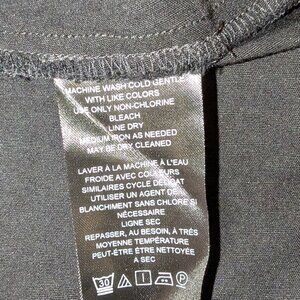 MACHINE WASH COLD GENTLE
WITH LIKE COLORS
USE ONLY NON-CHLORINE
BLEACH
LINE DRY
MEDIUM IRON AS NEEDED
MAY BE DRY CLEANED
LAVER À LA MACHINE À L'EAU
FROIDE AVEC COULEURS
SIMILAIRES CYCLE DÉLICAT
UTILISER UN AGENT DE
BLANCHIMENT SANS CHLORE SI
NÉCESSAIRE
LIGNE SEC
REPASSER, AU BESOIN, À TRÈS
MOYENNE TEMPÉRATURE
PEUT-ÊTRE ÊTRE NETTOYÉ
A SEC
30
P